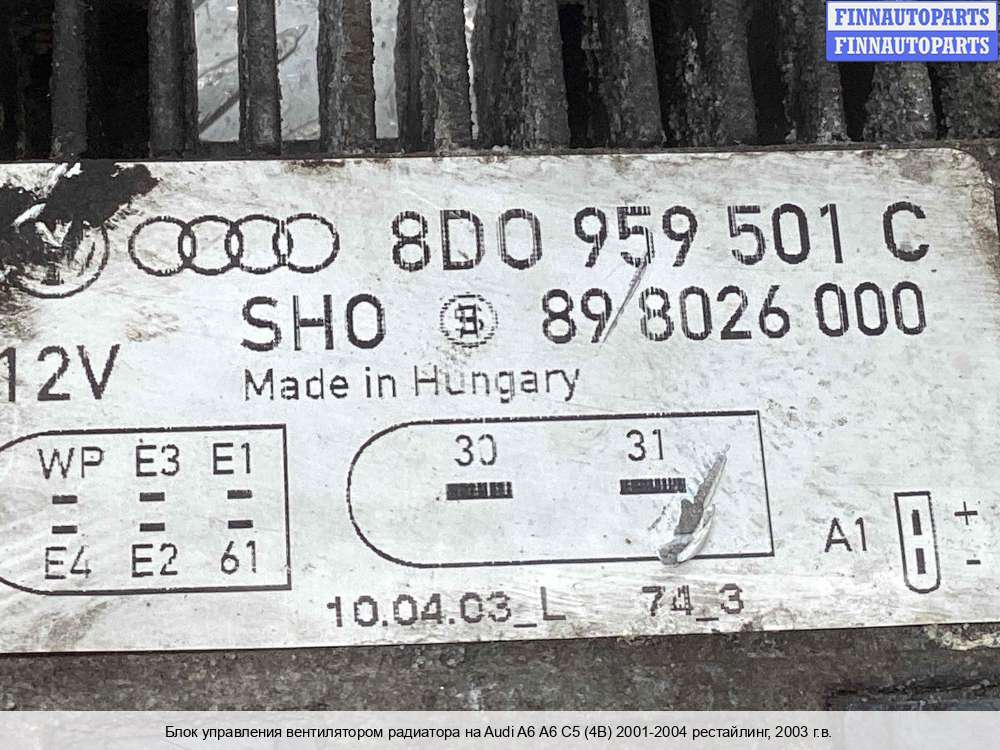 FINNAUTOPARTS
FINNAUTOPARTS
8D0 959 501 C
SHO 89 8026 000
12V
Made in Hungary
WP E3 E1
E4 E2 61
30 31
A1 + -
10.04.03_L 74_3
Блок управления вентилятором радиатора на Audi A6 A6 C5 (4B) 2001-2004 рестайлинг, 2003 г.в.